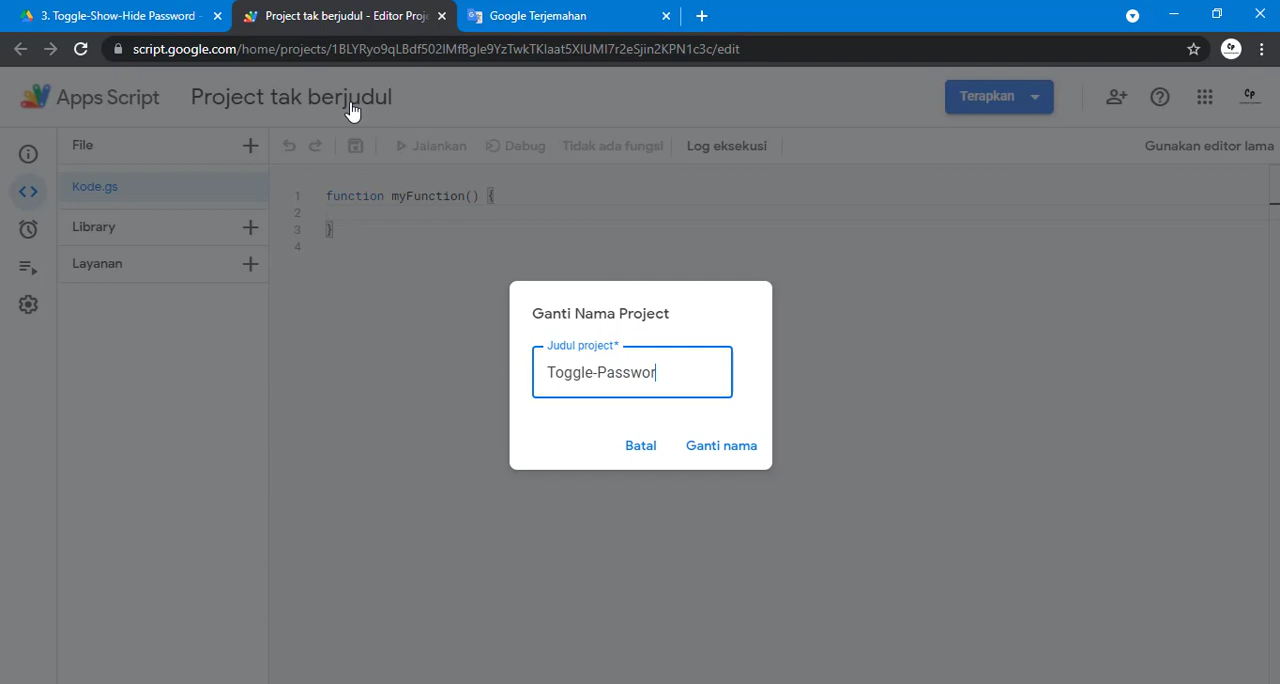 3. Toggle-Show-Hide Password -
Project tak berjudul - Editor Proj
Google Terjemahan
script.google.com/home/projects/1BLYRyo9qLBdf502IMfBgle9YzTwkTKlaat5XIUMI7r2eSjin2KPN1c3c/edit
Apps Script
Project tak berjudul
Terapkan
File
Jalankan
Debug
Tidak ada fungsi
Log eksekusi
Gunakan editor lama
Kode.gs
Library
Layanan
1 function myFunction() {
2
3 }
4
Ganti Nama Project
Judul project*
Toggle-Passwor
Batal
Ganti nama